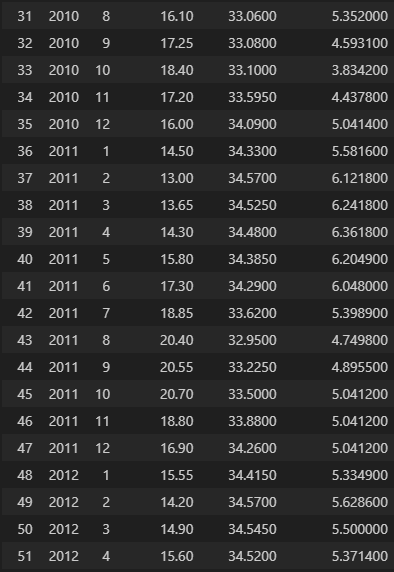 31 2010 8 16.10 33.0600 5.352000
32 2010 9 17.25 33.0800 4.593100
33 2010 10 18.40 33.1000 3.834200
34 2010 11 17.20 33.5950 4.437800
35 2010 12 16.00 34.0900 5.041400
36 2011 1 14.50 34.3300 5.581600
37 2011 2 13.00 34.5700 6.121800
38 2011 3 13.65 34.5250 6.241800
39 2011 4 14.30 34.4800 6.361800
40 2011 5 15.80 34.3850 6.204900
41 2011 6 17.30 34.2900 6.048000
42 2011 7 18.85 33.6200 5.398900
43 2011 8 20.40 32.9500 4.749800
44 2011 9 20.55 33.2250 4.895500
45 2011 10 20.70 33.5000 5.041200
46 2011 11 18.80 33.8800 5.041200
47 2011 12 16.90 34.2600 5.041200
48 2012 1 15.55 34.4150 5.334900
49 2012 2 14.20 34.5700 5.628600
50 2012 3 14.90 34.5450 5.500000
51 2012 4 15.60 34.5200 5.371400